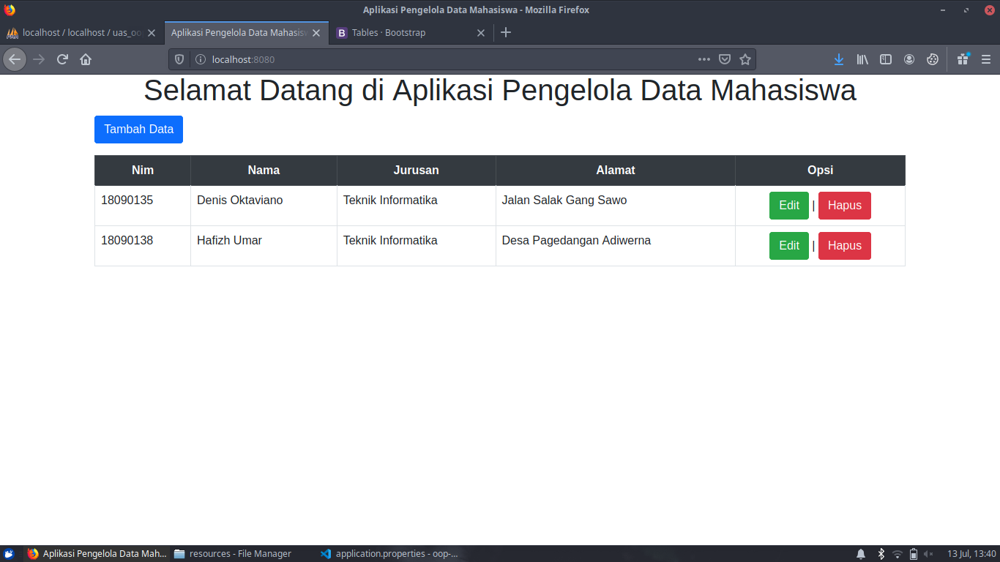 Aplikasi Pengelola Data Mahasiswa - Mozilla Firefox
localhost / localhost / uas_oo Aplikasi Pengelola Data Mahasisw Tables · Bootstrap
localhost:8080
Selamat Datang di Aplikasi Pengelola Data Mahasiswa
Tambah Data
Nim Nama Jurusan Alamat Opsi
18090135 Denis Oktaviano Teknik Informatika Jalan Salak Gang Sawo Edit | Hapus
18090138 Hafizh Umar Teknik Informatika Desa Pagedangan Adiwerna Edit | Hapus
Aplikasi Pengelola Data Mah... resources - File Manager application.properties - oop-... 13 Jul, 13:40